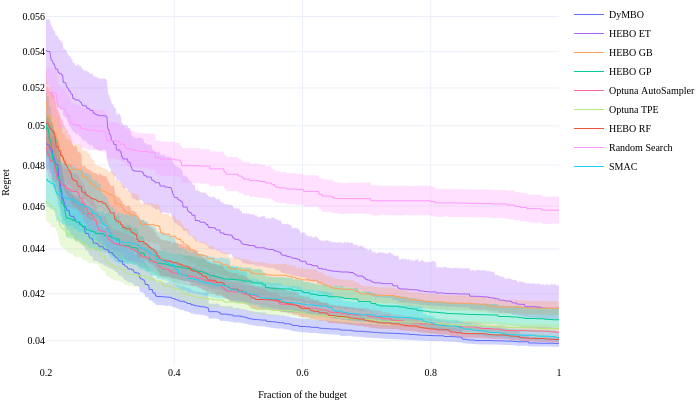 0.056
0.054
0.052
0.05
0.048
0.046
0.044
0.042
0.04
Regret
0.2
0.4
0.6
0.8
1
Fraction of the budget
DyMBO
HEBO ET
HEBO GB
HEBO GP
Optuna AutoSampler
Optuna TPE
HEBO RF
Random Search
SMAC